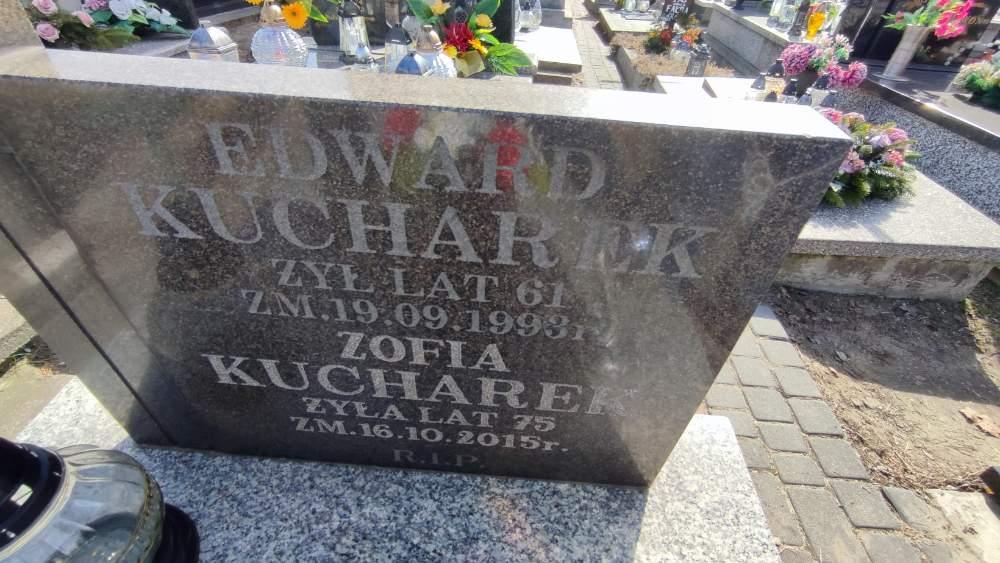 EDWARD
KUCHAREK
ŻYŁ LAT 61
ZM.19.09.1993r.
ZOFIA
KUCHAREK
ŻYŁA LAT 75
ZM.16.10.2015r.
R.I.P.